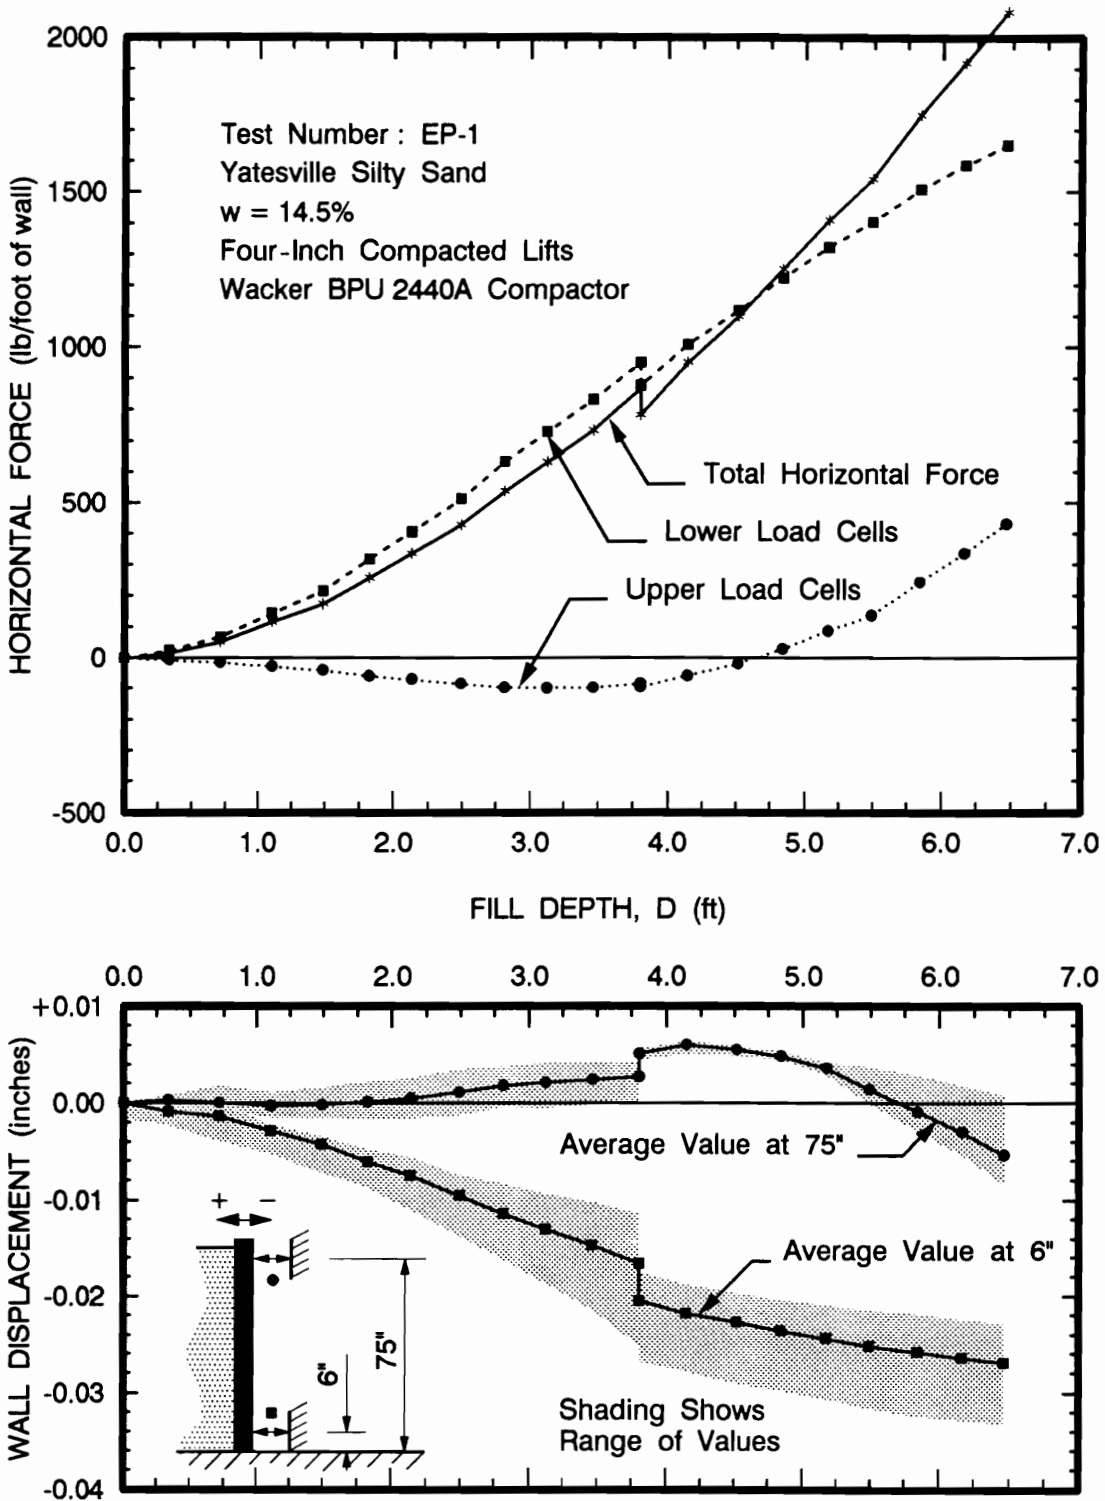 2000
1500
1000
500
0
-500
HORIZONTAL FORCE (lb/foot of wall)
Test Number : EP-1
Yatesville Silty Sand
w = 14.5%
Four-Inch Compacted Lifts
Wacker BPU 2440A Compactor
Total Horizontal Force
Lower Load Cells
Upper Load Cells
0.0 1.0 2.0 3.0 4.0 5.0 6.0 7.0
FILL DEPTH, D (ft)
0.0 1.0 2.0 3.0 4.0 5.0 6.0 7.0
+0.01
0.00
-0.01
-0.02
-0.03
-0.04
WALL DISPLACEMENT (inches)
Average Value at 75"
Average Value at 6"
+ −
6"
75"
Shading Shows
Range of Values